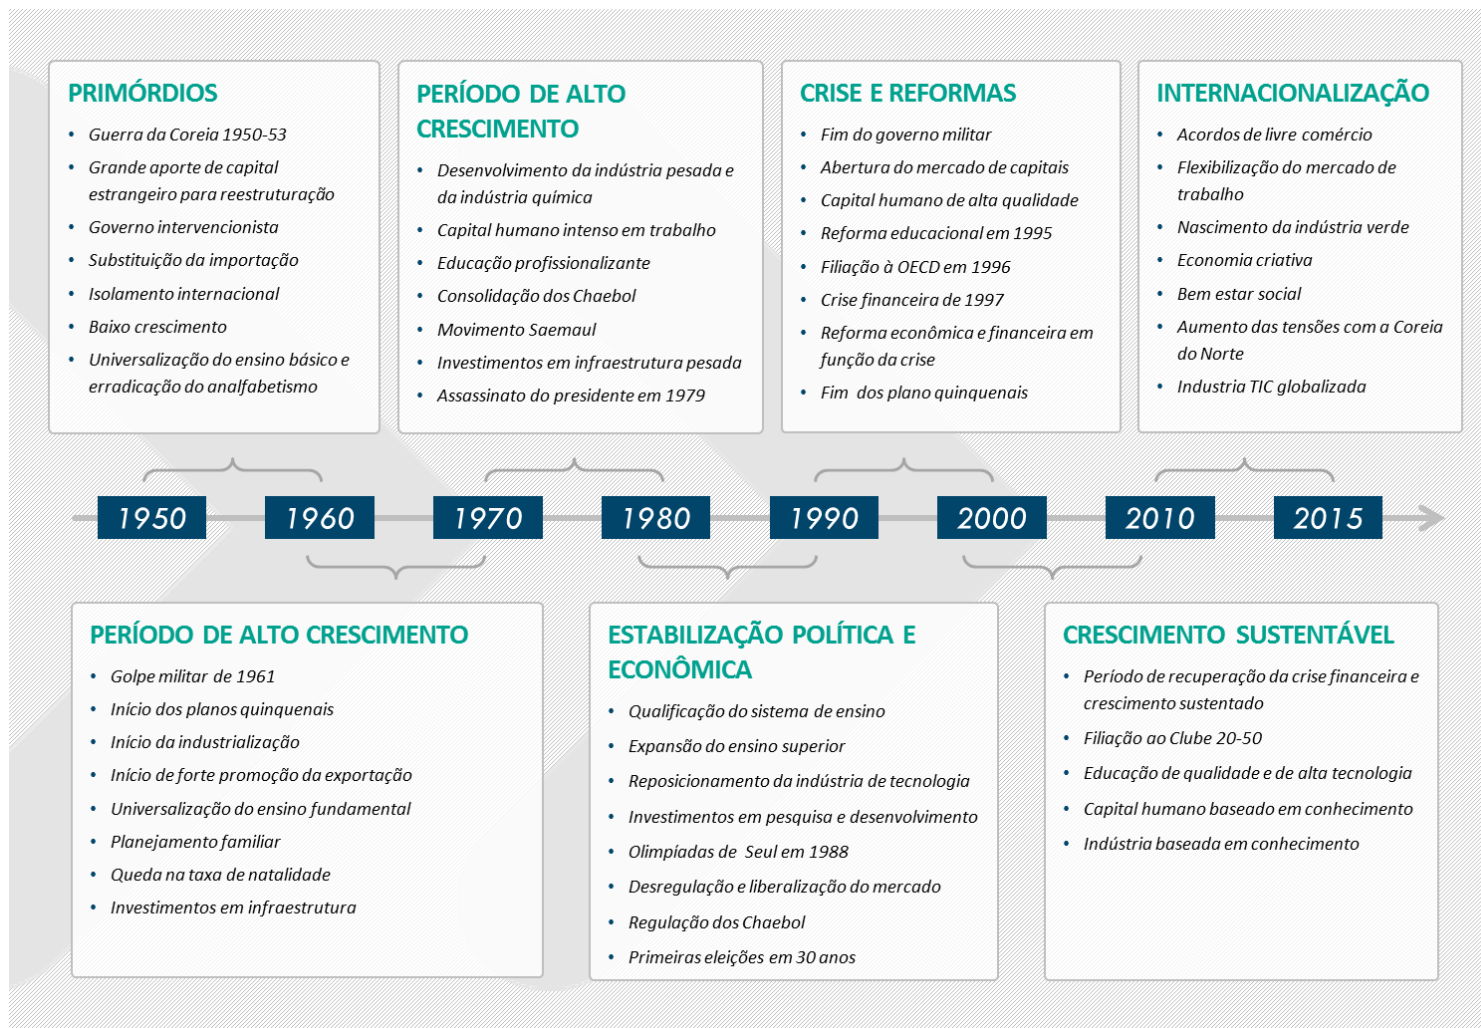 PRIMÓRDIOS
• Guerra da Coreia 1950-53
• Grande aporte de capital
estrangeiro para reestruturação
• Governo intervencionista
• Substituição da importação
• Isolamento internacional
• Baixo crescimento
• Universalização do ensino básico e
erradicação do analfabetismo
PERÍODO DE ALTO
CRESCIMENTO
• Desenvolvimento da indústria pesada e
da indústria química
• Capital humano intenso em trabalho
• Educação profissionalizante
• Consolidação dos Chaebol
• Movimento Saemaul
• Investimentos em infraestrutura pesada
• Assassinato do presidente em 1979
CRISE E REFORMAS
• Fim do governo militar
• Abertura do mercado de capitais
• Capital humano de alta qualidade
• Reforma educacional em 1995
• Filiação à OECD em 1996
• Crise financeira de 1997
• Reforma econômica e financeira em
função da crise
• Fim dos plano quinquenais
INTERNACIONALIZAÇÃO
• Acordos de livre comércio
• Flexibilização do mercado de
trabalho
• Nascimento da indústria verde
• Economia criativa
• Bem estar social
• Aumento das tensões com a Coreia
do Norte
• Industria TIC globalizada
1950 1960 1970 1980 1990 2000 2010 2015
PERÍODO DE ALTO CRESCIMENTO
• Golpe militar de 1961
• Início dos planos quinquenais
• Início da industrialização
• Início de forte promoção da exportação
• Universalização do ensino fundamental
• Planejamento familiar
• Queda na taxa de natalidade
• Investimentos em infraestrutura
ESTABILIZAÇÃO POLÍTICA E
ECONÔMICA
• Qualificação do sistema de ensino
• Expansão do ensino superior
• Reposicionamento da indústria de tecnologia
• Investimentos em pesquisa e desenvolvimento
• Olimpíadas de Seul em 1988
• Desregulação e liberalização do mercado
• Regulação dos Chaebol
• Primeiras eleições em 30 anos
CRESCIMENTO SUSTENTÁVEL
• Período de recuperação da crise financeira e
crescimento sustentado
• Filiação ao Clube 20-50
• Educação de qualidade e de alta tecnologia
• Capital humano baseado em conhecimento
• Indústria baseada em conhecimento